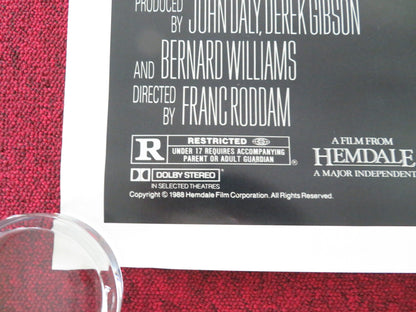 PRODUCED
BY JOHN DALY, DEREK GIBSON
AND BERNARD WILLIAMS
DIRECTED
BY FRANC RODDAM
R RESTRICTED
UNDER 17 REQUIRES ACCOMPANYING
PARENT OR ADULT GUARDIAN ®
DOLBY STEREO ®
IN SELECTED THEATRES
Copyright © 1988 Hemdale Film Corporation. All Rights Reserved.
A FILM FROM
HEMDALE
A MAJOR INDEPENDENT